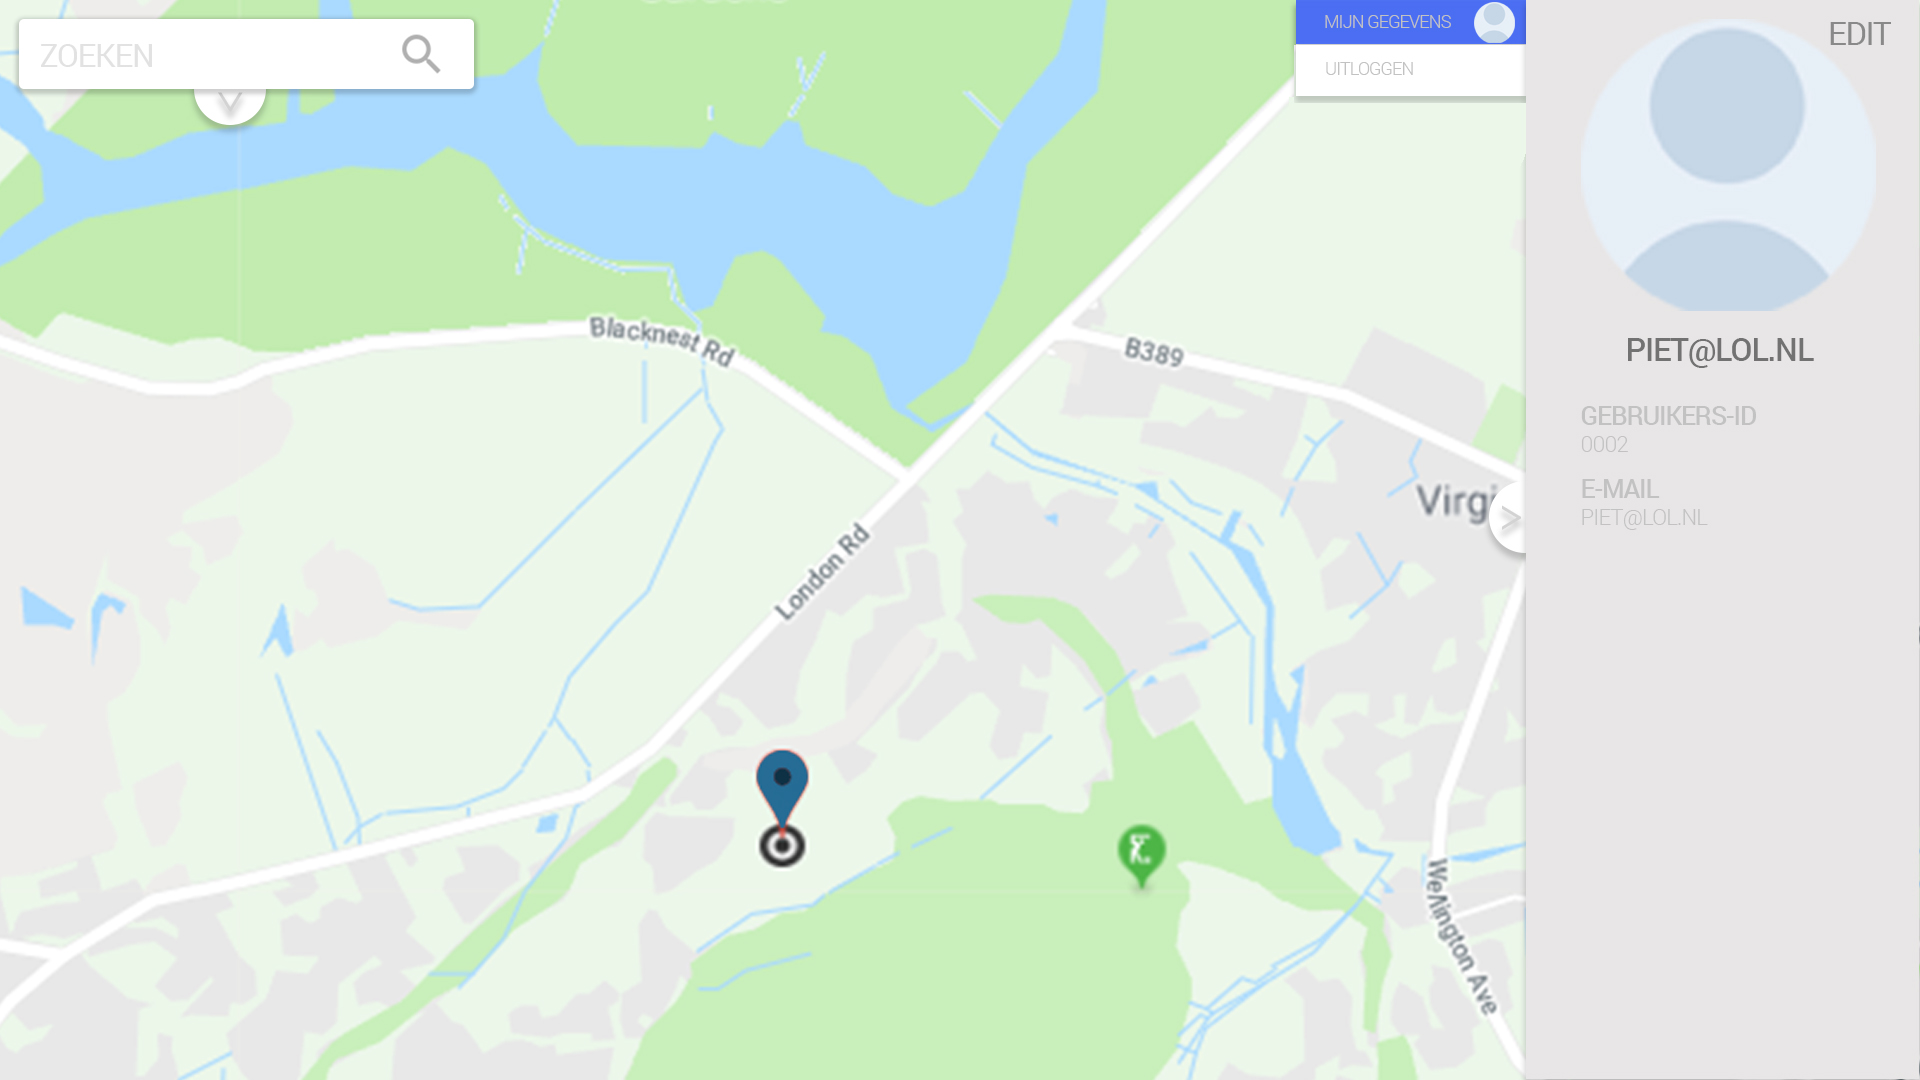 ZOEKEN
MIJN GEGEVENS
UITLOGGEN
EDIT
Blacknest Rd
B389
London Rd
Virgi
Wellington Ave
PIET@LOL.NL
GEBRUIKERS-ID
0002
E-MAIL
PIET@LOL.NL